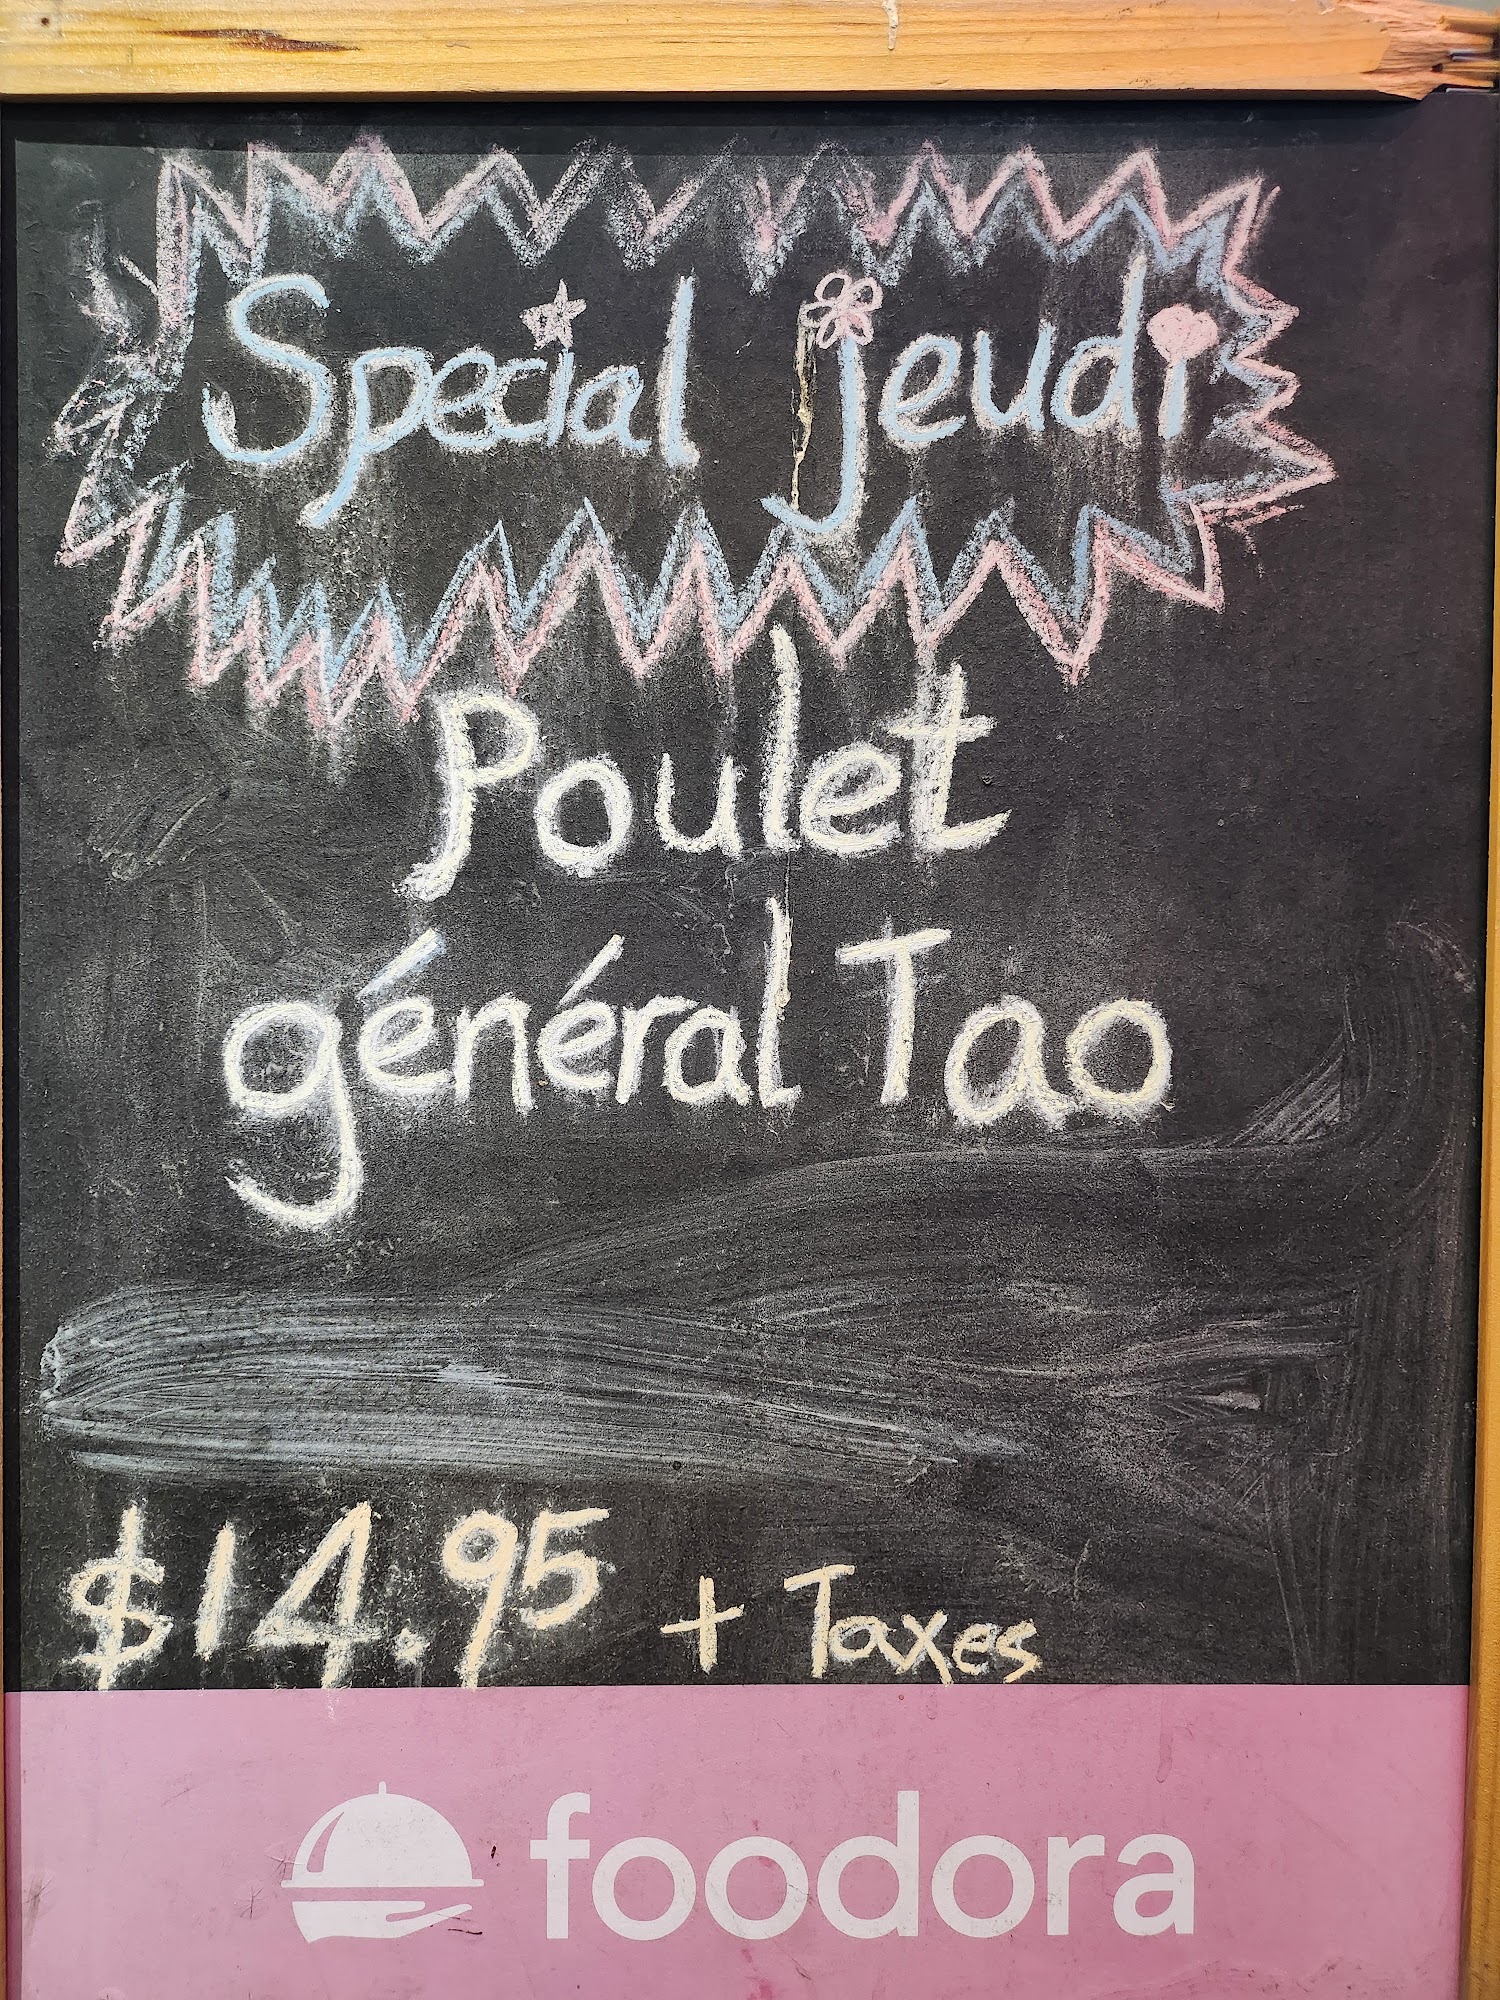 Special jeudi
Poulet
général Tao
$14.95 + Taxes
foodora